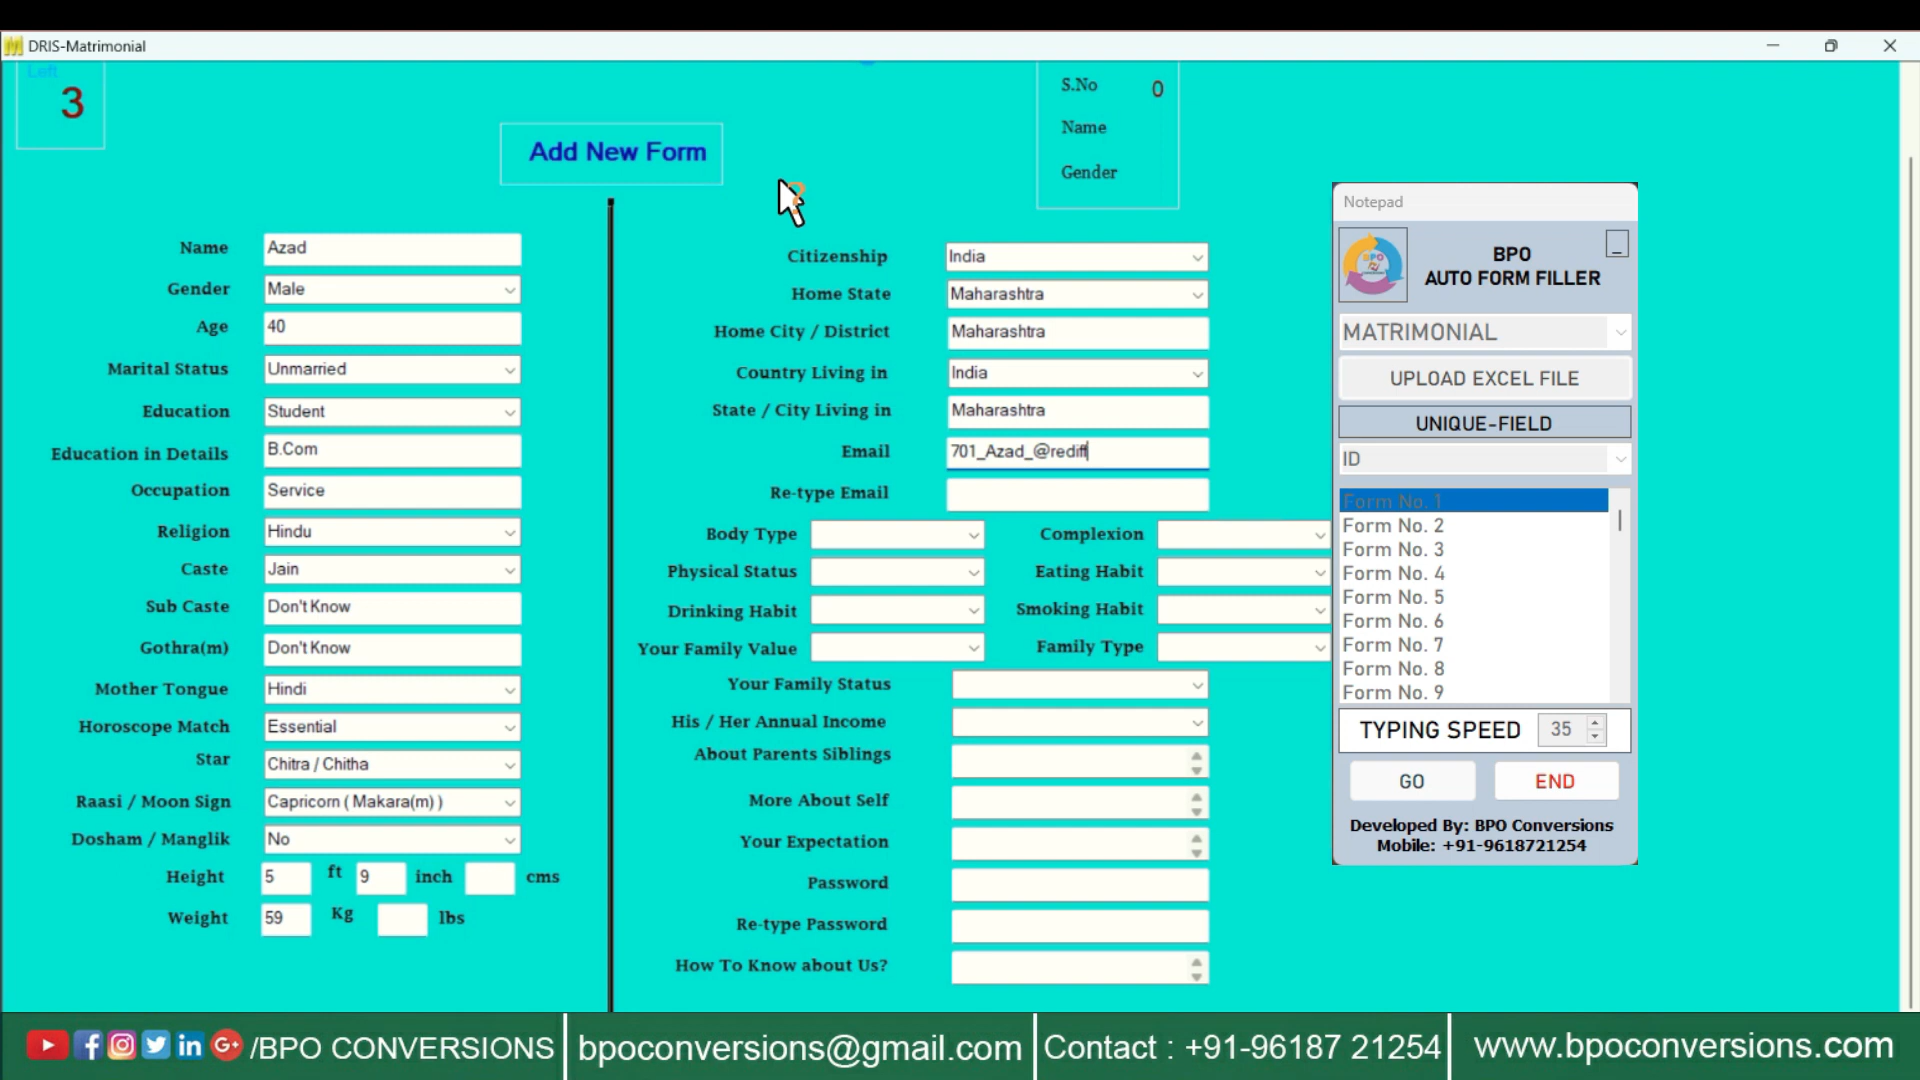 DRIS-Matrimonial
Left
3
Add New Form
S.No 0
Name
Gender
Name Azad
Gender Male
Age 40
Marital Status Unmarried
Education Student
Education in Details B.Com
Occupation Service
Religion Hindu
Caste Jain
Sub Caste Don't Know
Gothra(m) Don't Know
Mother Tongue Hindi
Horoscope Match Essential
Star Chitra / Chitha
Raasi / Moon Sign Capricorn ( Makara(m) )
Dosham / Manglik No
Height 5 ft 9 inch cms
Weight 59 Kg lbs
Citizenship India
Home State Maharashtra
Home City / District Maharashtra
Country Living in India
State / City Living in Maharashtra
Email 701_Azad_@rediff
Re-type Email
Body Type Complexion
Physical Status Eating Habit
Drinking Habit Smoking Habit
Your Family Value Family Type
Your Family Status
His / Her Annual Income
About Parents Siblings
More About Self
Your Expectation
Password
Re-type Password
How To Know about Us?
Notepad
BPO
AUTO FORM FILLER
MATRIMONIAL
UPLOAD EXCEL FILE
UNIQUE-FIELD
ID
Form No. 1
Form No. 2
Form No. 3
Form No. 4
Form No. 5
Form No. 6
Form No. 7
Form No. 8
Form No. 9
TYPING SPEED 35
GO END
Developed By: BPO Conversions
Mobile: +91-9618721254
/BPO CONVERSIONS bpoconversions@gmail.com Contact : +91-96187 21254 www.bpoconversions.com